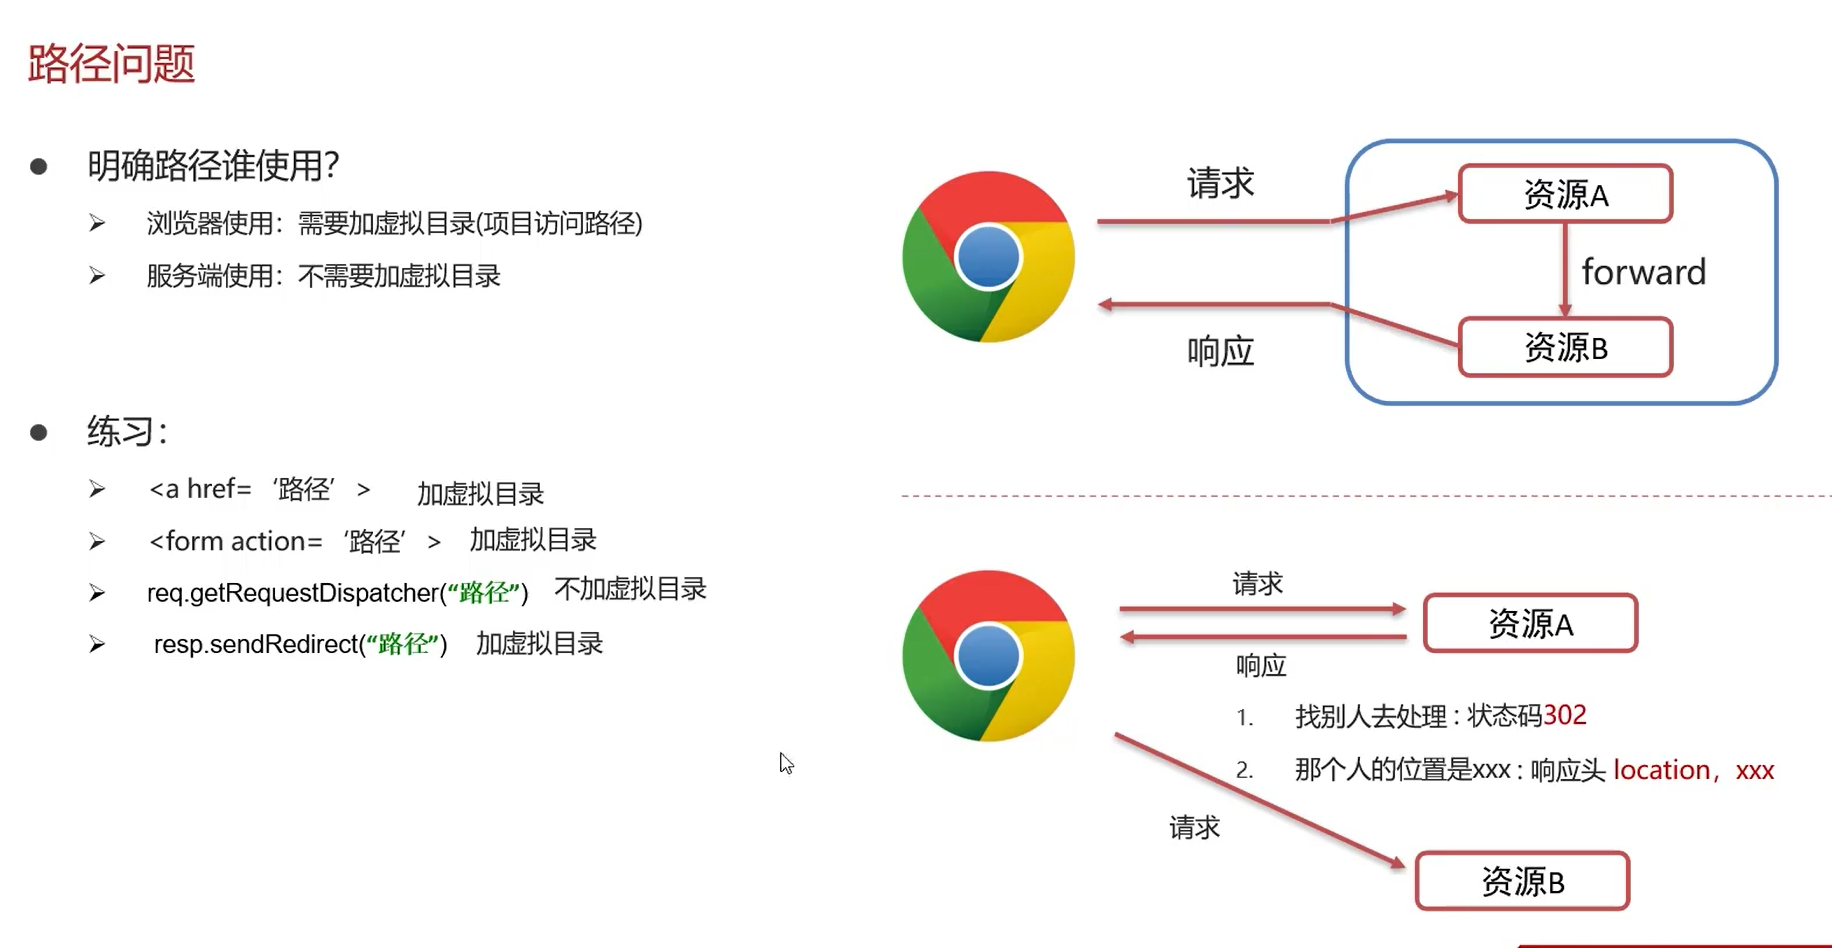 路径问题
明确路径谁使用？
浏览器使用：需要加虚拟目录(项目访问路径)
服务端使用：不需要加虚拟目录
练习：
<a href=‘路径’> 加虚拟目录
<form action=‘路径’> 加虚拟目录
req.getRequestDispatcher(“路径”) 不加虚拟目录
resp.sendRedirect(“路径”) 加虚拟目录
请求
资源A
forward
资源B
响应
请求
资源A
响应
1. 找别人去处理 : 状态码302
2. 那个人的位置是xxx : 响应头 location，xxx
请求
资源B